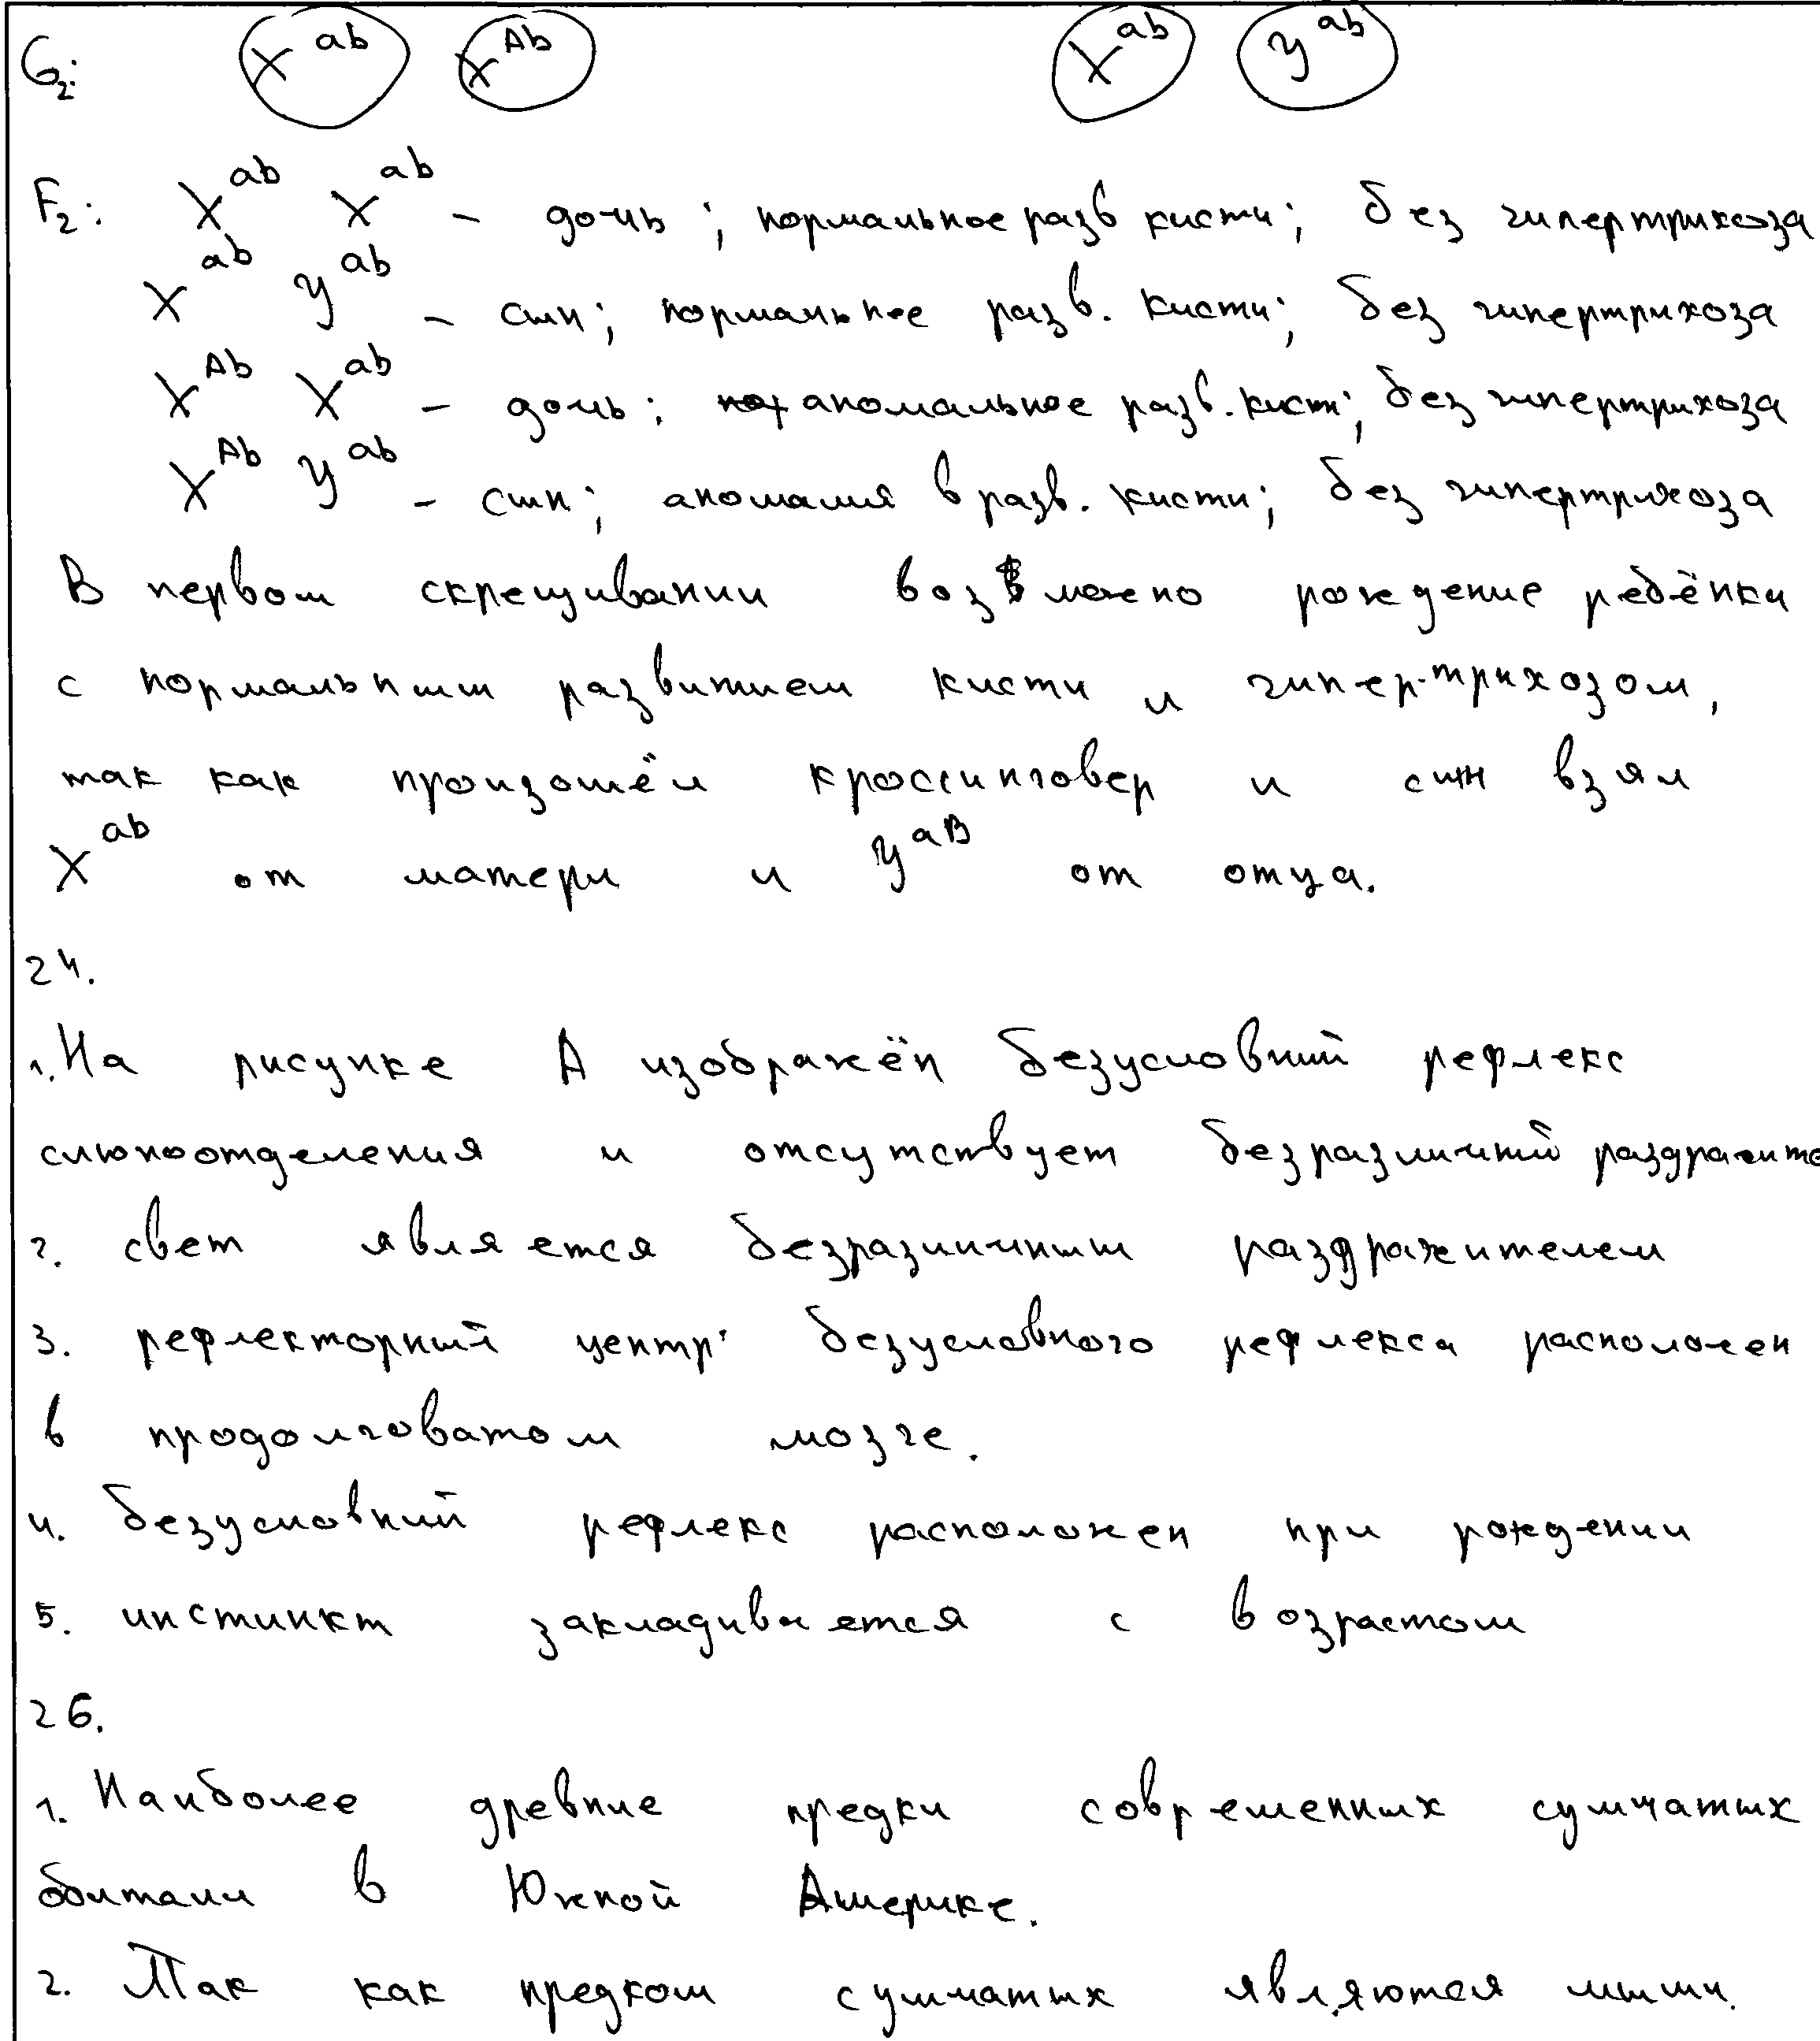 G₂: X^ab X^Ab X^ab У^ab
F₂: X^ab X^ab – дочь; нормальное разв кисти; без гипертрихоза
X^ab У^ab – сын; нормальное разв. кисти; без гипертрихоза
X^Ab X^ab – дочь; аномальное разв. кисти; без гипертрихоза
X^Ab У^ab – сын; аномалия в разв. кисти; без гипертрихоза
В первом скрещивании возможно рождение ребёнки
с нормальным развитием кисти и гипертрихозом,
так как произошёл кроссинговер и сын взял
X^ab от матери и У^aB от отца.
24.
1. На рисунке А изображён безусловный рефлекс
слюноотделения и отсутствует безразличный раздражите
2. свет является безразличным раздражителем
3. рефлекторный центр безусловного рефлекса расположен
в продолговатом мозге.
4. безусловный рефлекс расположен при рождении
5. инстинкт закладывается с возрастом
26.
1. Наиболее древние предки современных сумчатых
обитали в Южной Америке.
2. Так как предком сумчатых являются мыши.